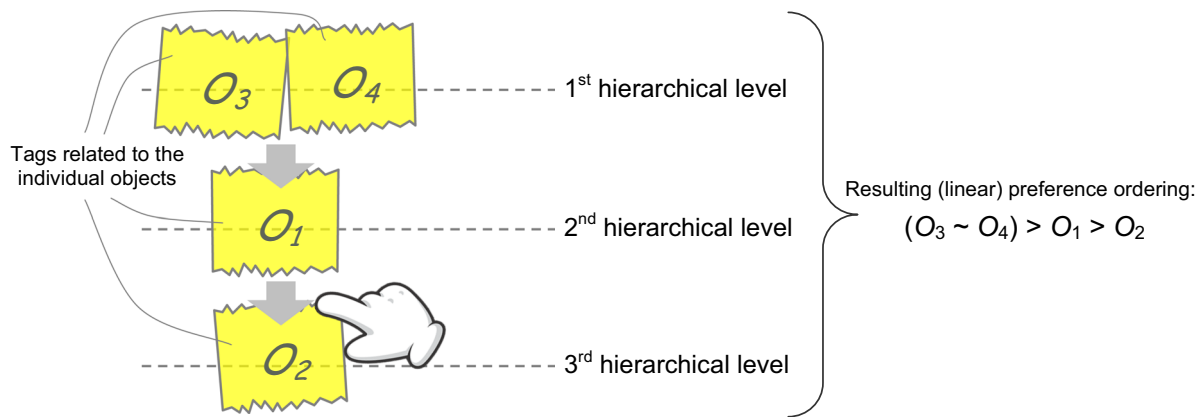 O₃ O₄
1st hierarchical level
Tags related to the
individual objects
O₁
2nd hierarchical level
Resulting (linear) preference ordering:
(O₃ ~ O₄) > O₁ > O₂
O₂
3rd hierarchical level